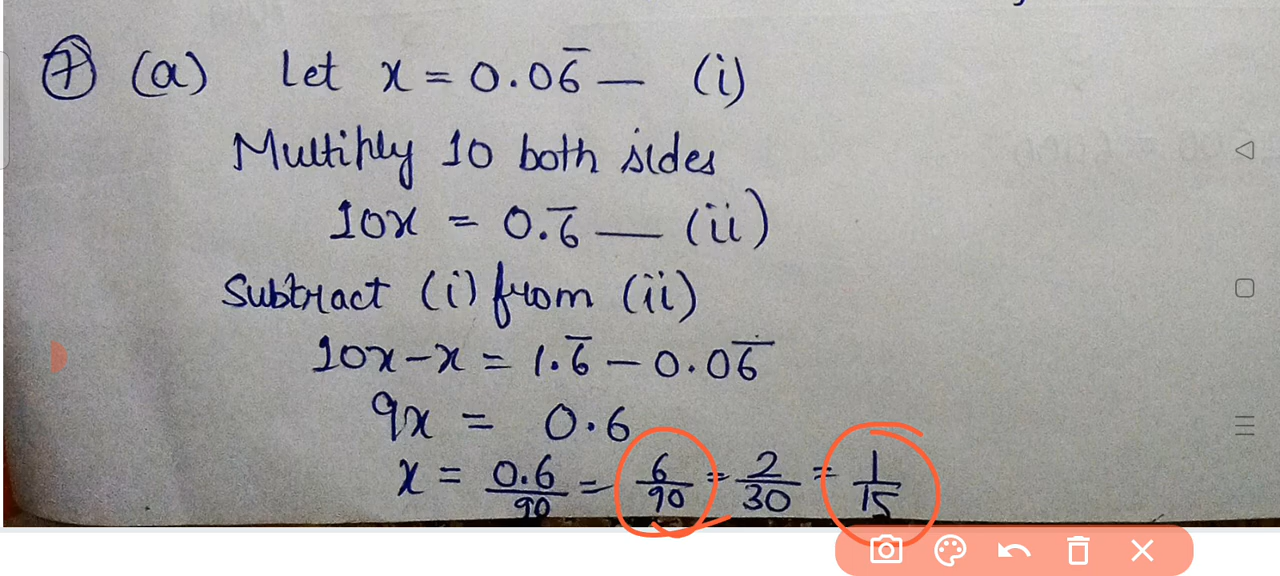 ⑦ (a) Let x = 0.06̅ — (i)
Multiply 10 both sides
10x = 0.6̅ — (ii)
Subtract (i) from (ii)
10x - x = 1.6̅ - 0.06̅
9x = 0.6
x = 0.6/90 = 6/90 = 2/30 = 1/15